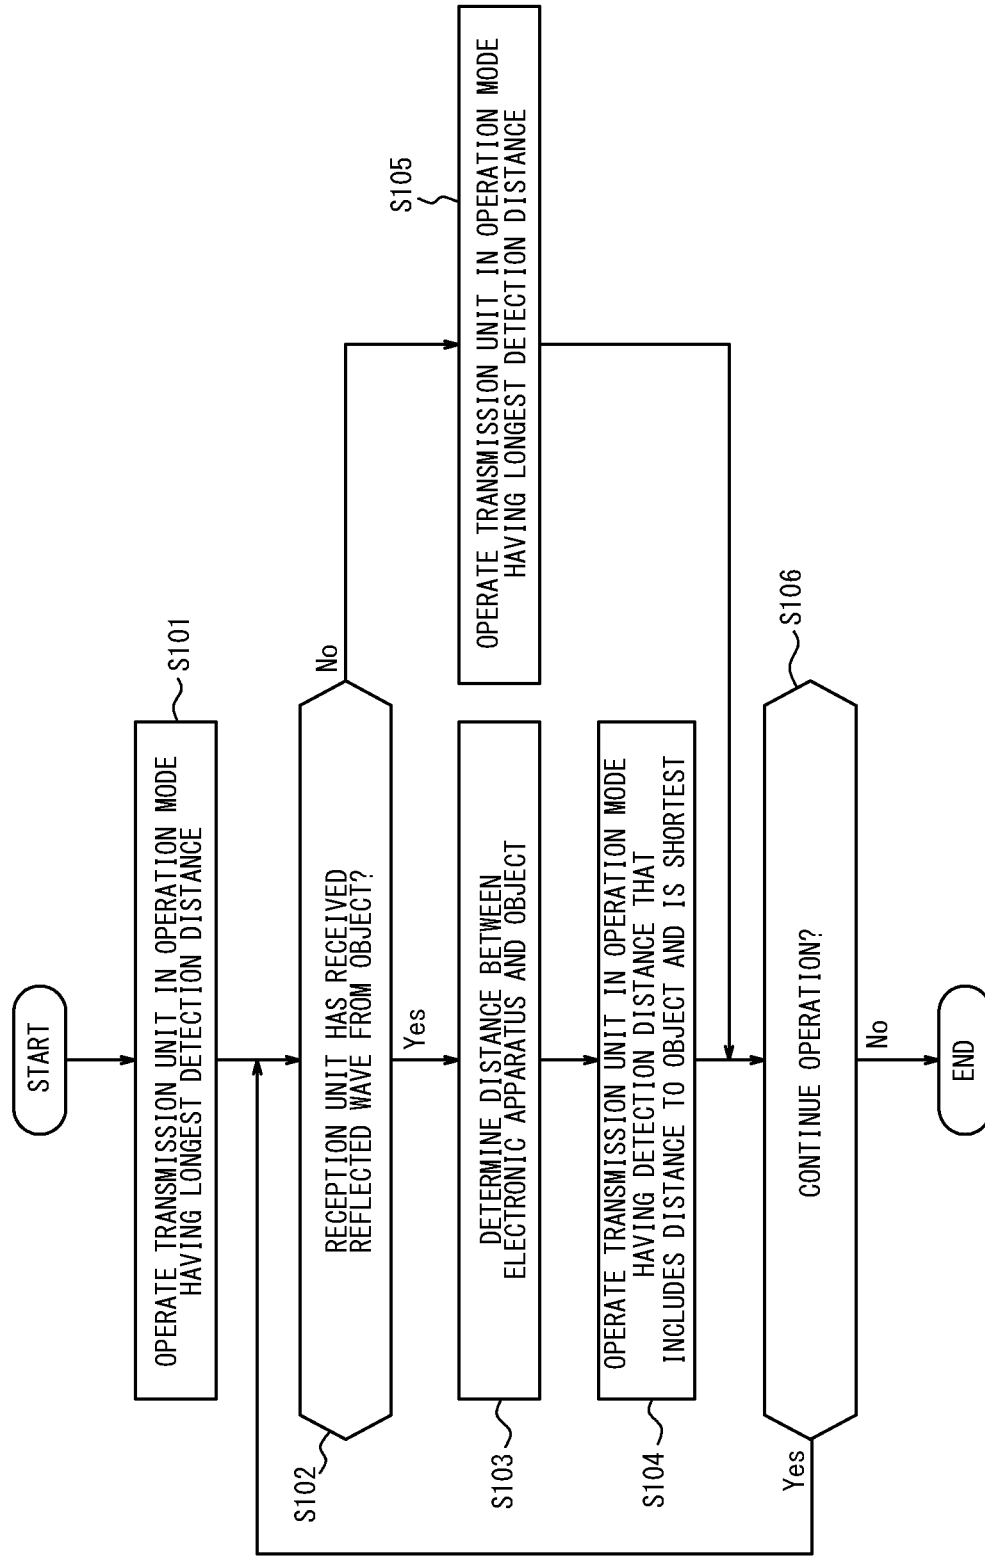 START
S101
OPERATE TRANSMISSION UNIT IN OPERATION MODE
HAVING LONGEST DETECTION DISTANCE
S102
RECEPTION UNIT HAS RECEIVED
REFLECTED WAVE FROM OBJECT?
No
Yes
S103
DETERMINE DISTANCE BETWEEN
ELECTRONIC APPARATUS AND OBJECT
S105
OPERATE TRANSMISSION UNIT IN OPERATION MODE
HAVING LONGEST DETECTION DISTANCE
S104
OPERATE TRANSMISSION UNIT IN OPERATION MODE
HAVING DETECTION DISTANCE THAT
INCLUDES DISTANCE TO OBJECT AND IS SHORTEST
S106
Yes
CONTINUE OPERATION?
No
END